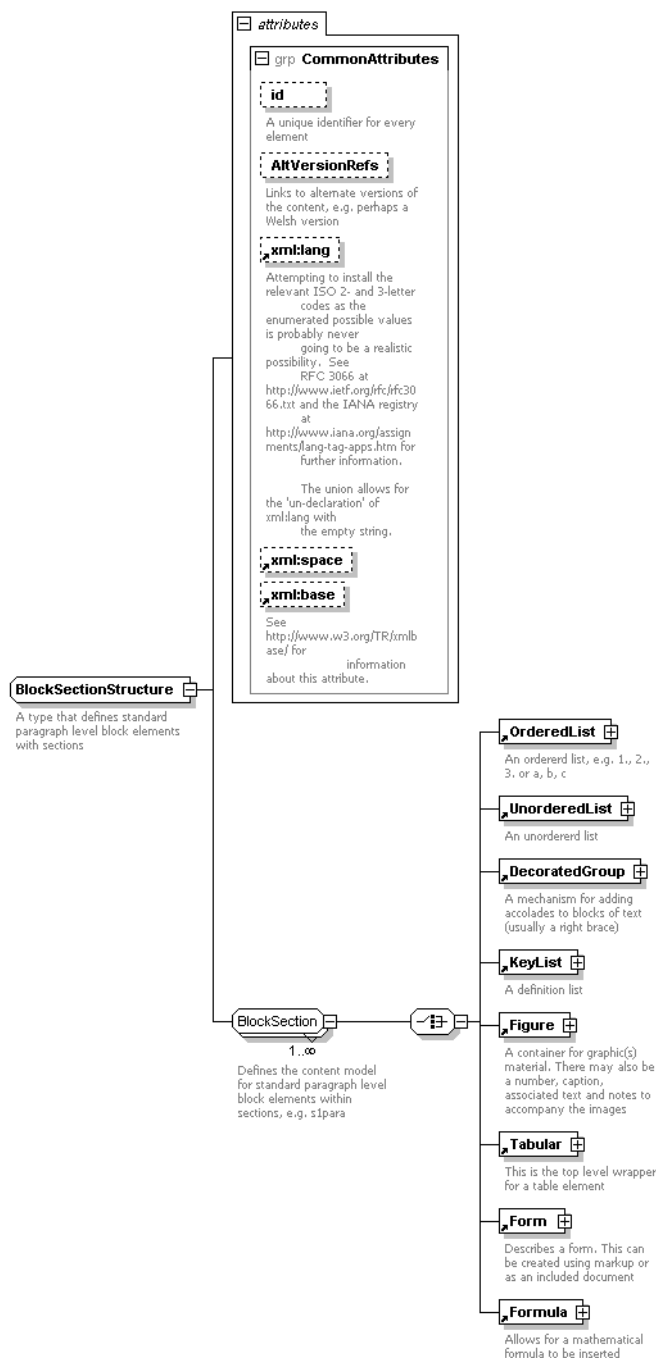 attributes
grp CommonAttributes
id
A unique identifier for every
element
AltVersionRefs
Links to alternate versions of
the content, e.g. perhaps a
Welsh version
xml:lang
Attempting to install the
relevant ISO 2- and 3-letter
codes as the
enumerated possible values
is probably never
going to be a realistic
possibility. See
RFC 3066 at
http://www.ietf.org/rfc/rfc30
66.txt and the IANA registry
at
http://www.iana.org/assign
ments/lang-tag-apps.htm for
further information.
The union allows for
the 'un-declaration' of
xml:lang with
the empty string.
xml:space
xml:base
See
http://www.w3.org/TR/xmlb
ase/ for
information
about this attribute.
BlockSectionStructure
A type that defines standard
paragraph level block elements
with sections
BlockSection
1..∞
Defines the content model
for standard paragraph level
block elements within
sections, e.g. s1para
OrderedList
An ordererd list, e.g. 1., 2.,
3. or a, b, c
UnorderedList
An unordererd list
DecoratedGroup
A mechanism for adding
accolades to blocks of text
(usually a right brace)
KeyList
A definition list
Figure
A container for graphic(s)
material. There may also be
a number, caption,
associated text and notes to
accompany the images
Tabular
This is the top level wrapper
for a table element
Form
Describes a form. This can
be created using markup or
as an included document
Formula
Allows for a mathematical
formula to be inserted